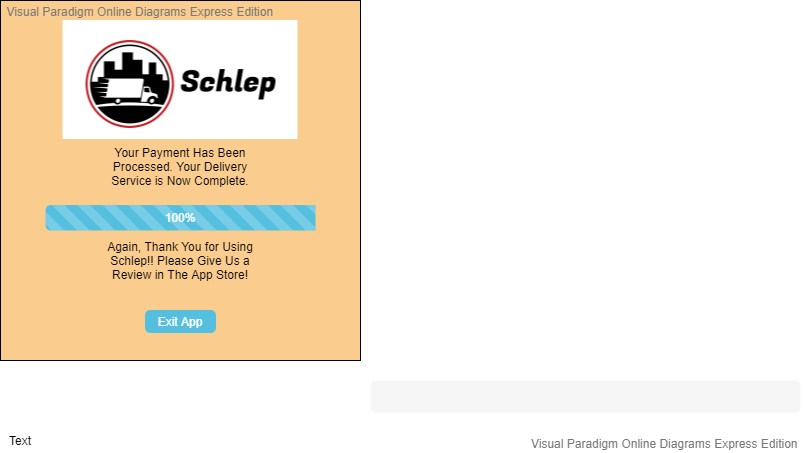 Visual Paradigm Online Diagrams Express Edition
Schlep
Your Payment Has Been
Processed. Your Delivery
Service is Now Complete.
100%
Again, Thank You for Using
Schlep!! Please Give Us a
Review in The App Store!
Exit App
Text
Visual Paradigm Online Diagrams Express Edition